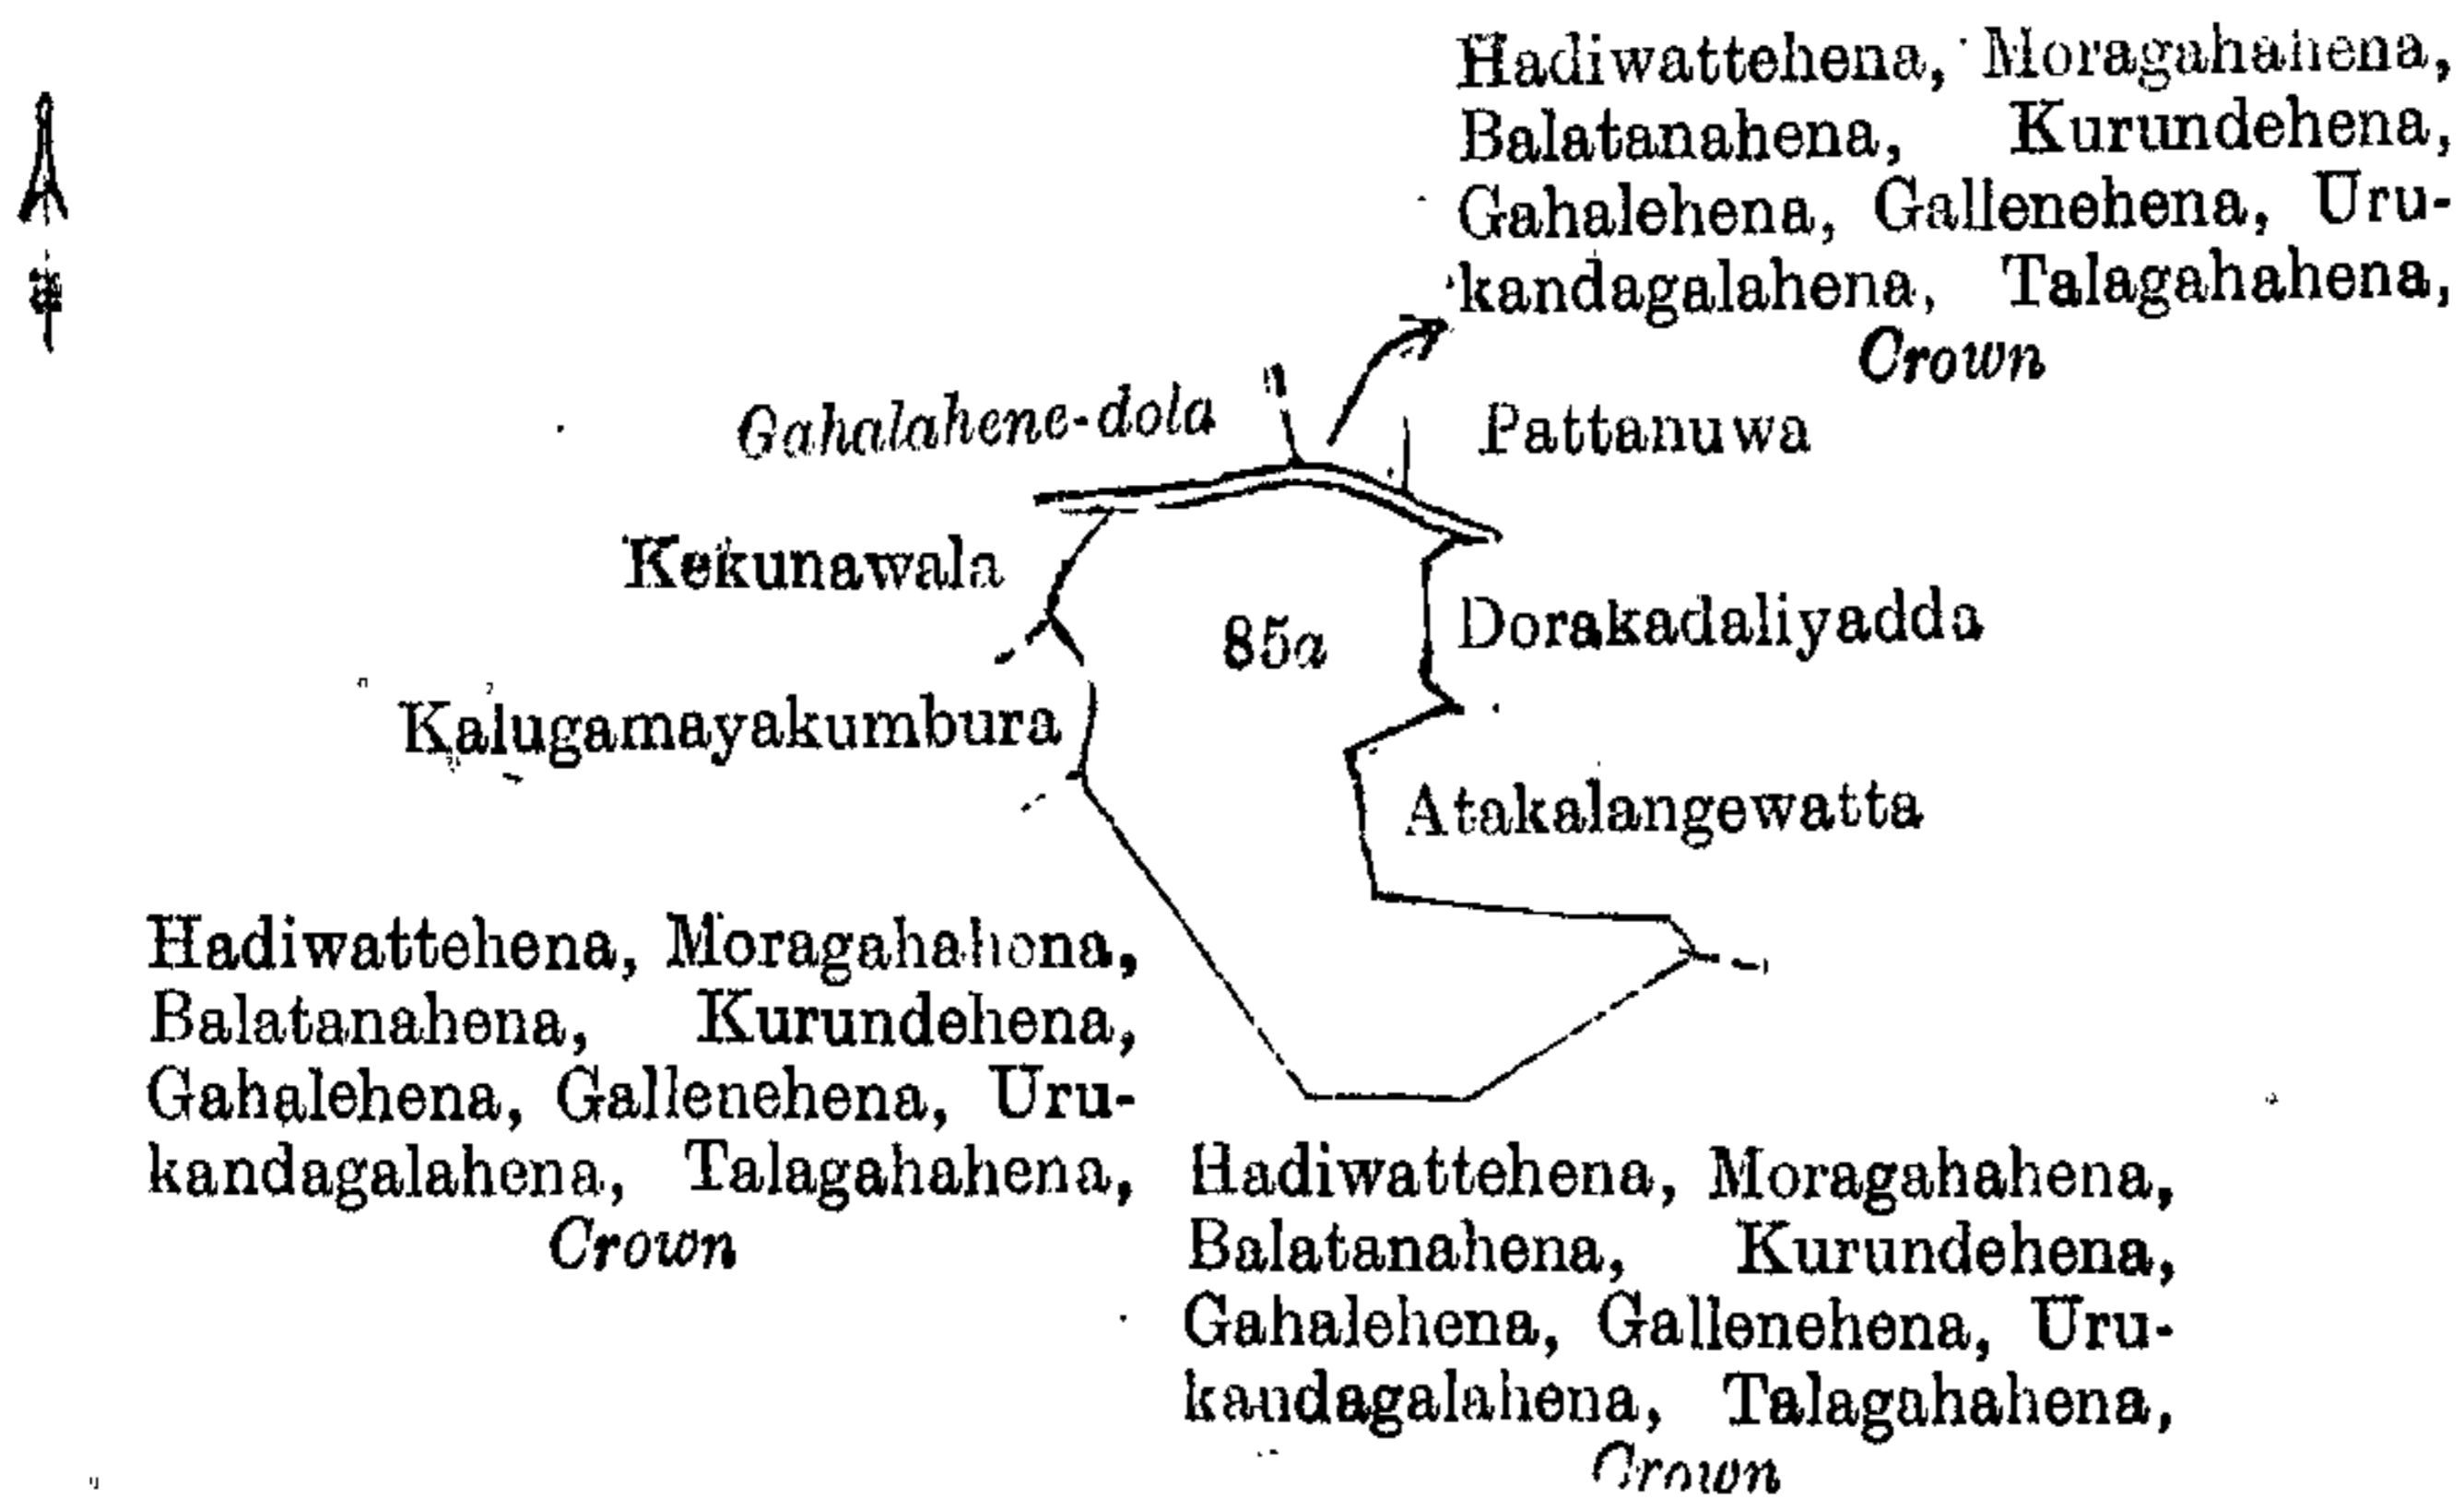 Hadiwattehena, Moragahahena,
Balatanahena, Kurundehena,
Gahalehena, Gallenehena, Uru-
kandagalahena, Talagahahena,
Crown
Gahalahene-dola
Pattanuwa
Kekunawala
85a
Dorakadaliyadda
Kalugamayakumbura
Atakalangewatta
Hadiwattehena, Moragahahena,
Balatanahena, Kurundehena,
Gahalehena, Gallenehena, Uru-
kandagalahena, Talagahahena,
Crown
Hadiwattehena, Moragahahena,
Balatanahena, Kurundehena,
Gahalehena, Gallenehena, Uru-
kandagalahena, Talagahahena,
Crown